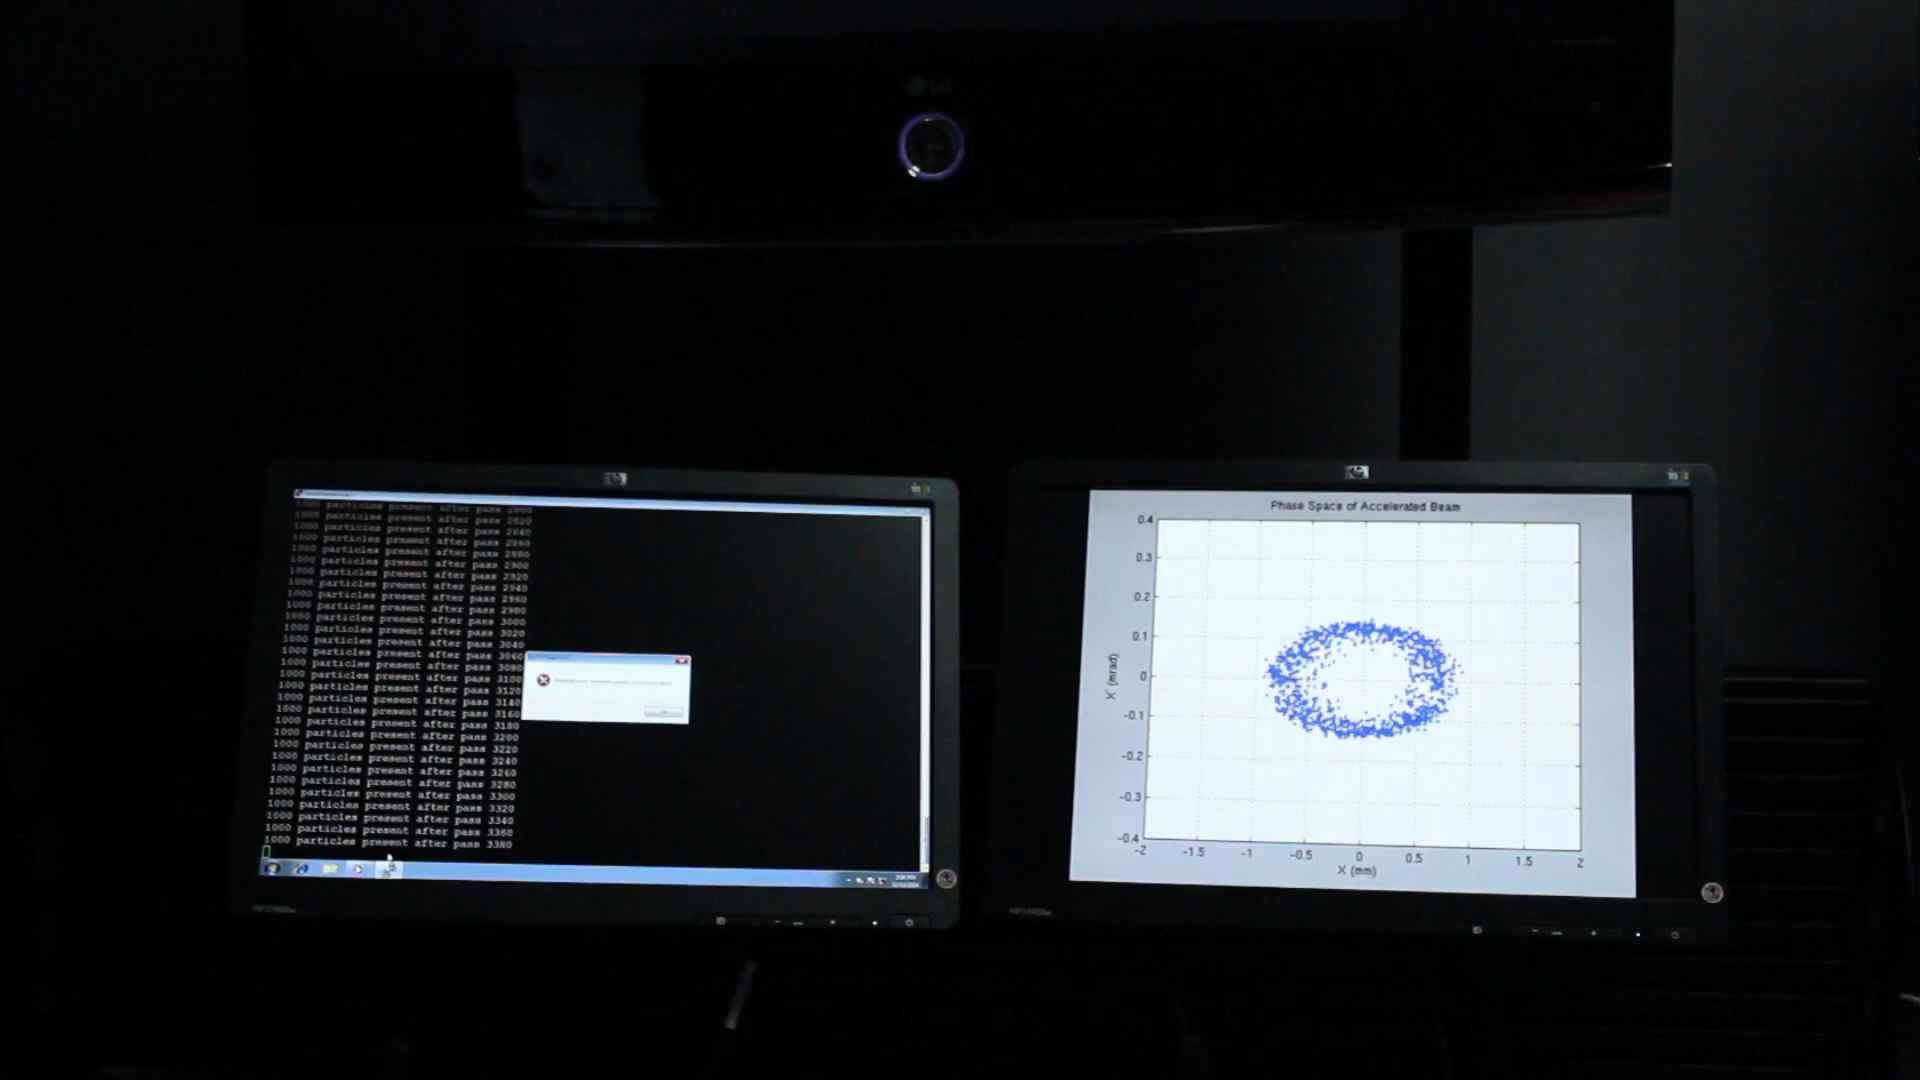 LG
hp
1000 particles present after pass 2800
1000 particles present after pass 2820
1000 particles present after pass 2840
1000 particles present after pass 2860
1000 particles present after pass 2880
1000 particles present after pass 2900
1000 particles present after pass 2920
1000 particles present after pass 2940
1000 particles present after pass 2960
1000 particles present after pass 2980
1000 particles present after pass 3000
1000 particles present after pass 3020
1000 particles present after pass 3040
1000 particles present after pass 3060
1000 particles present after pass 3080
1000 particles present after pass 3100
1000 particles present after pass 3120
1000 particles present after pass 3140
1000 particles present after pass 3160
1000 particles present after pass 3180
1000 particles present after pass 3200
1000 particles present after pass 3220
1000 particles present after pass 3240
1000 particles present after pass 3260
1000 particles present after pass 3280
1000 particles present after pass 3300
1000 particles present after pass 3320
1000 particles present after pass 3340
1000 particles present after pass 3360
1000 particles present after pass 3380
hp
Phase Space of Accelerated Beam
0.4
0.3
0.2
0.1
0
-0.1
-0.2
-0.3
-0.4
X' (mrad)
-2 -1.5 -1 -0.5 0 0.5 1 1.5 2
X (mm)